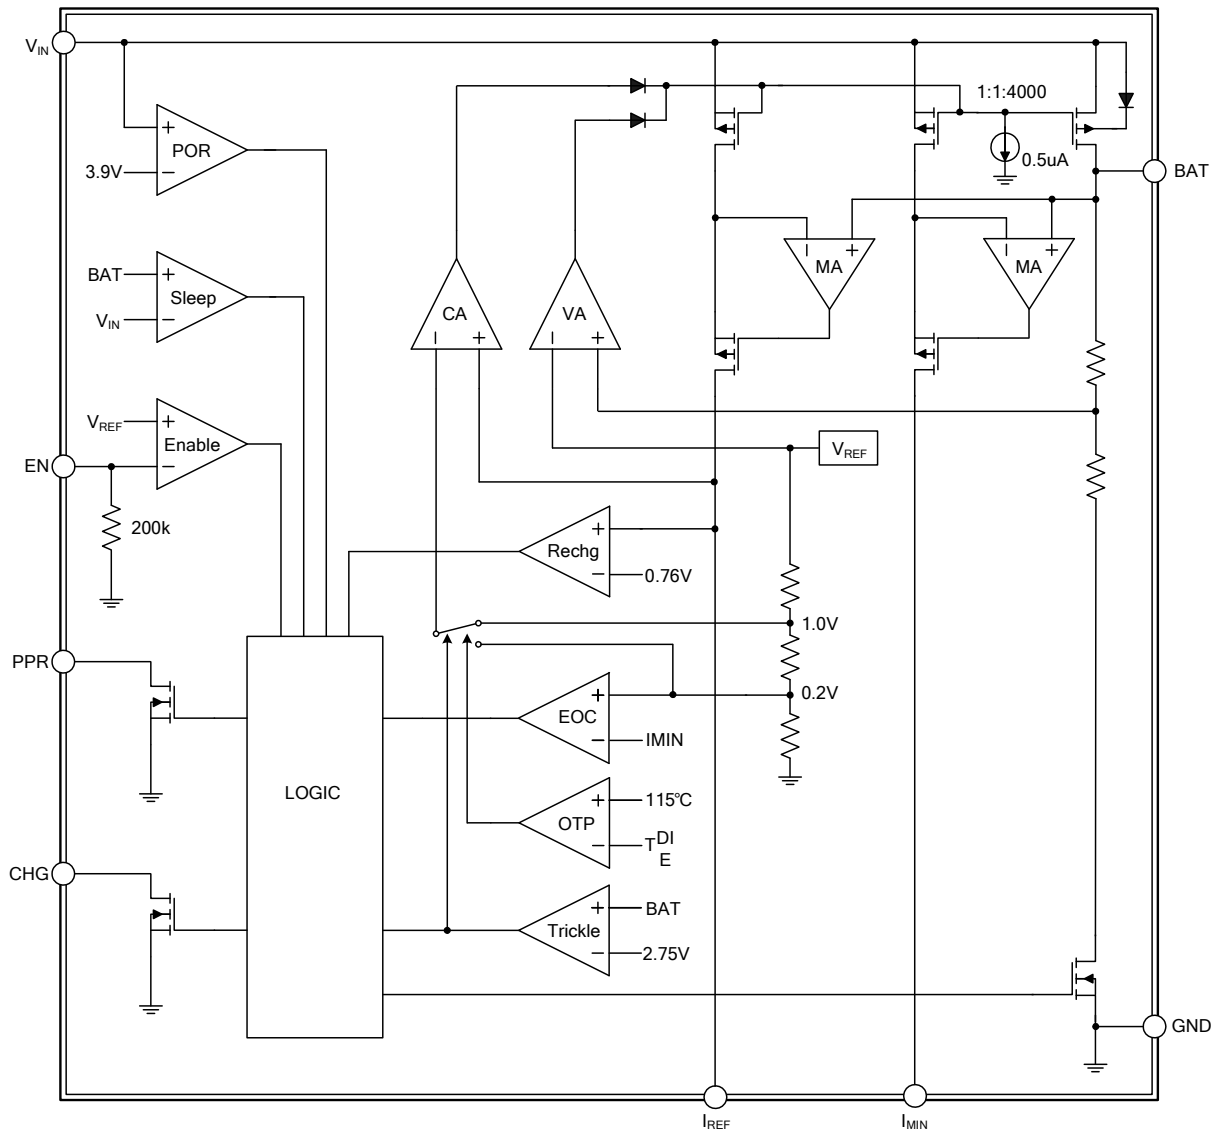 VIN
1:1:4000
+
POR
3.9V
−
0.5uA
BAT
− +
MA
− +
MA
BAT
+
Sleep
VIN
−
CA
− +
VA
− +
VREF
+
Enable
EN
−
VREF
200k
+
Rechg
−
0.76V
1.0V
PPR
+
0.2V
EOC
−
IMIN
LOGIC
+
115°C
OTP
−
TDI
E
CHG
+
BAT
Trickle
−
2.75V
GND
IREF
IMIN